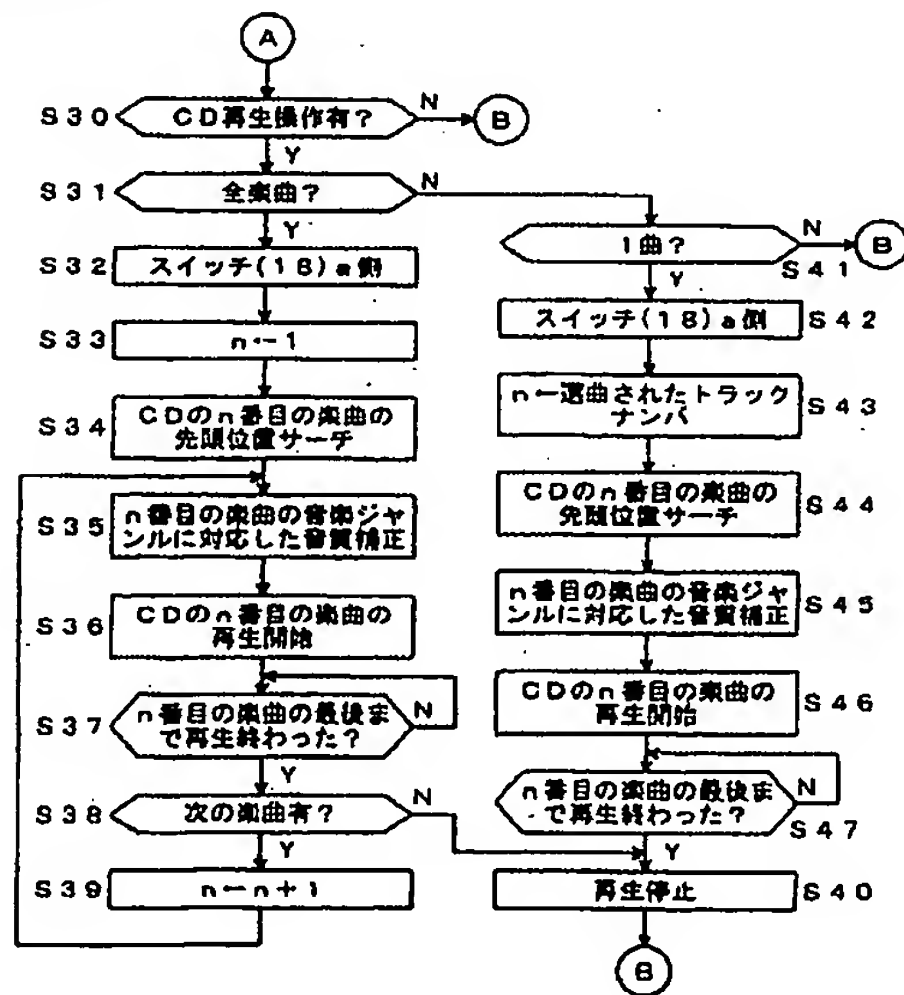 A
S30
CD再生操作有?
N
B
Y
S31
全楽曲?
N
Y
S32
スイッチ(18)a側
S33
n←1
S34
CDのn番目の楽曲の
先頭位置サーチ
S35
n番目の楽曲の音楽ジャ
ンルに対応した音質補正
S36
CDのn番目の楽曲の
再生開始
S37
n番目の楽曲の最後ま
で再生終わった?
N
Y
S38
次の楽曲有?
N
Y
S39
n←n+1
1曲?
N
B
S41
Y
スイッチ(18)a側
S42
n←選曲されたトラック
ナンバ
S43
CDのn番目の楽曲の
先頭位置サーチ
S44
n番目の楽曲の音楽ジャ
ンルに対応した音質補正
S45
CDのn番目の楽曲の
再生開始
S46
n番目の楽曲の最後ま
で再生終わった?
N
S47
Y
再生停止
S40
B